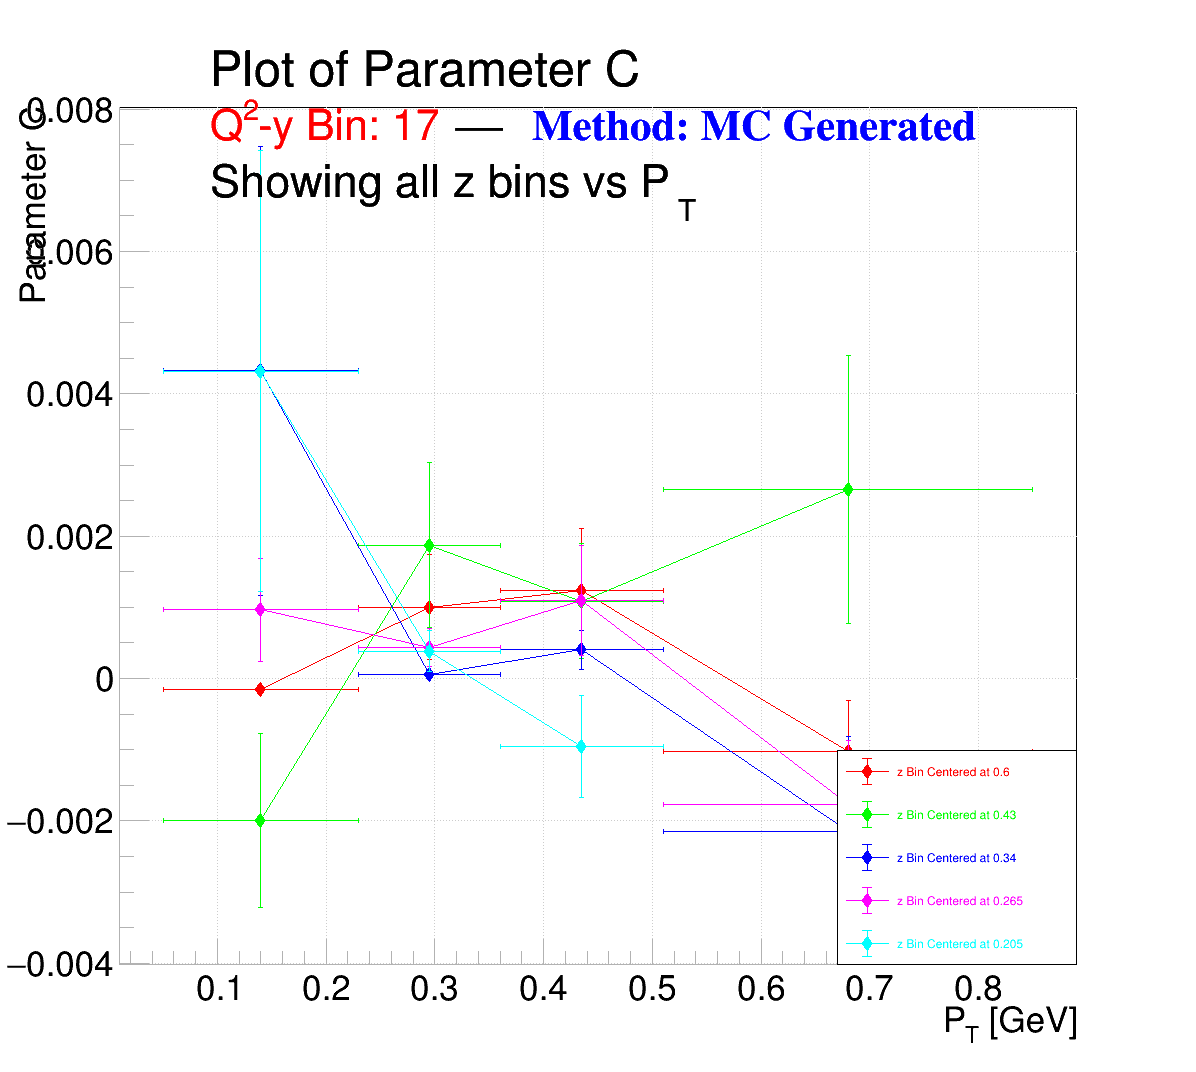 Plot of Parameter C
Q²-y Bin: 17 — Method: MC Generated
Showing all z bins vs P_T
Parameter C
0.008
0.006
0.004
0.002
0
−0.002
−0.004
0.1 0.2 0.3 0.4 0.5 0.6 0.7 0.8
P_T [GeV]
z Bin Centered at 0.6
z Bin Centered at 0.43
z Bin Centered at 0.34
z Bin Centered at 0.265
z Bin Centered at 0.205